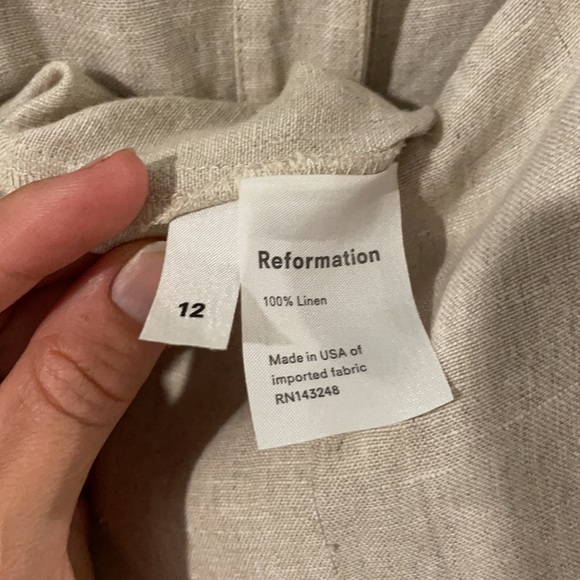 12
Reformation
100% Linen
Made in USA of
imported fabric
RN143248